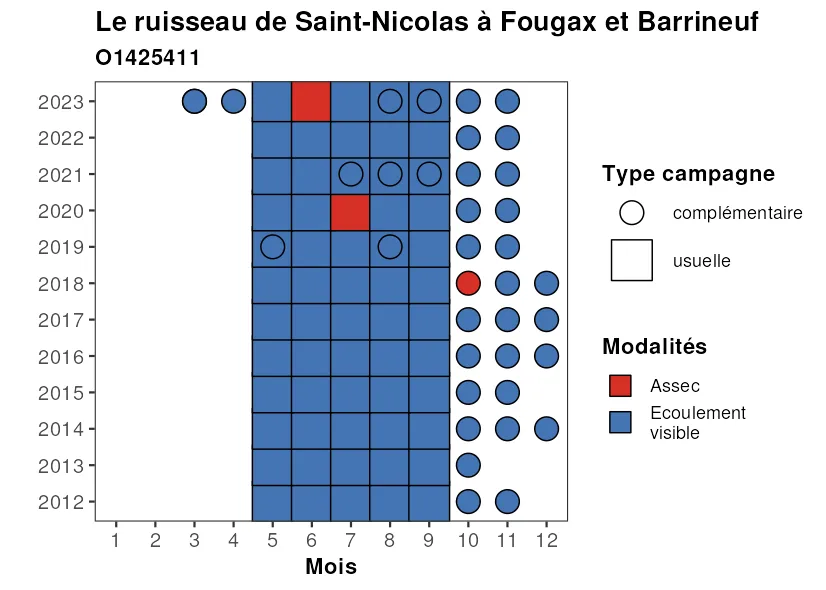 Le ruisseau de Saint-Nicolas à Fougax et Barrineuf
O1425411
2023
2022
2021
2020
2019
2018
2017
2016
2015
2014
2013
2012
1 2 3 4 5 6 7 8 9 10 11 12
Mois
Type campagne
complémentaire
usuelle
Modalités
Assec
Ecoulement
visible